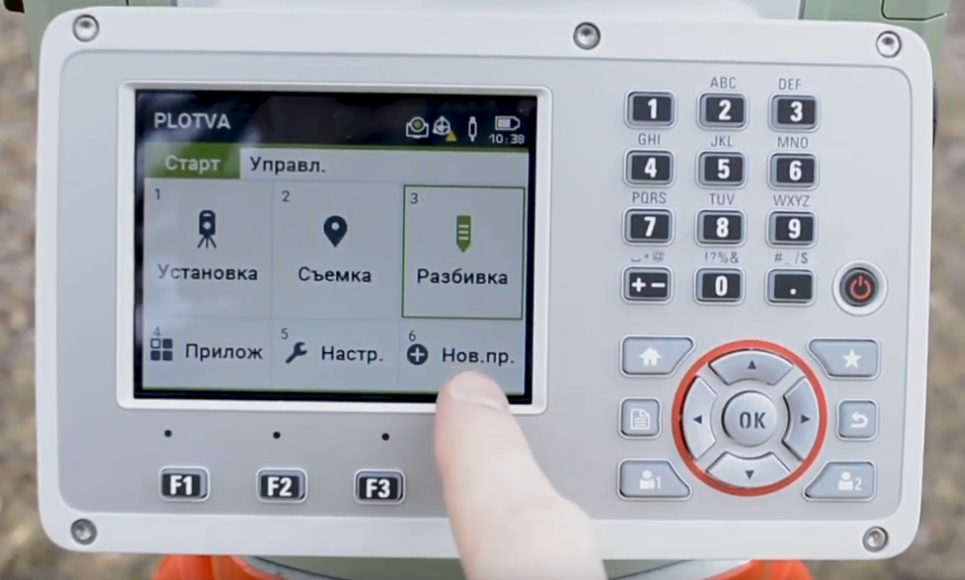 PLOTVA
10:38
Старт Управл.
1 2 3
Установка Съемка Разбивка
4 5 6
Прилож Настр. Нов.пр.
F1 F2 F3
ABC DEF
1 2 3
GHI JKL MNO
4 5 6
PQRS TUV WXYZ
7 8 9
␣*@ !?%& #_/$
+- 0 .
OK
1 2